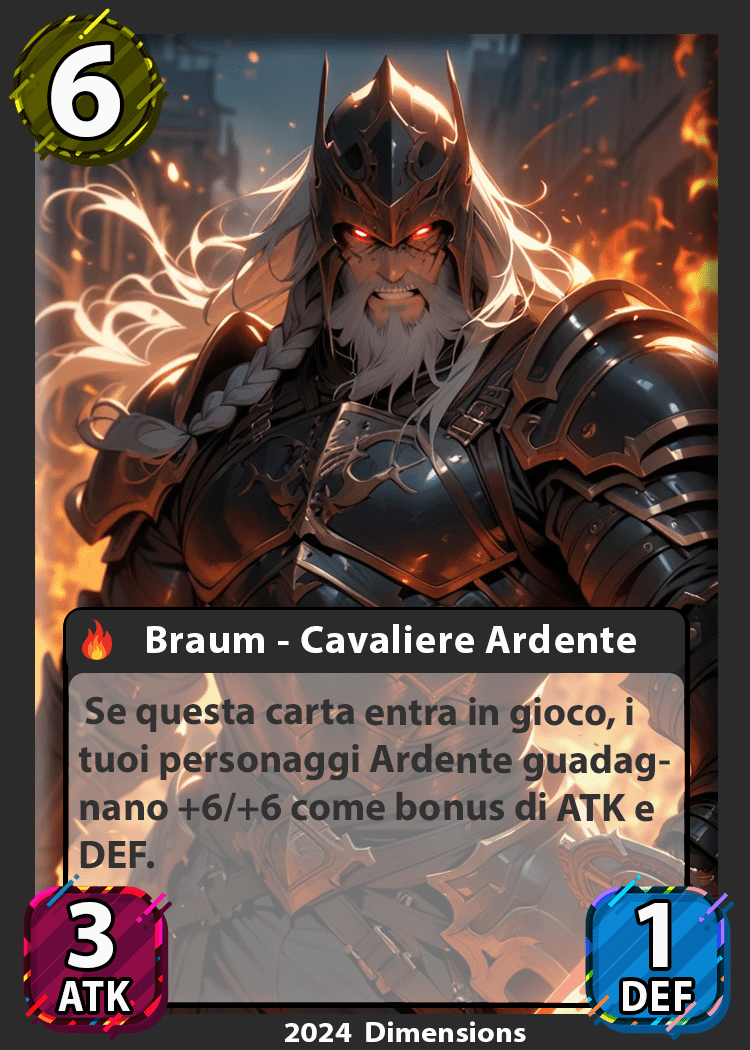 6
Braum - Cavaliere Ardente
Se questa carta entra in gioco, i
tuoi personaggi Ardente guadag-
nano +6/+6 come bonus di ATK e
DEF.
3
ATK
1
DEF
2024 Dimensions